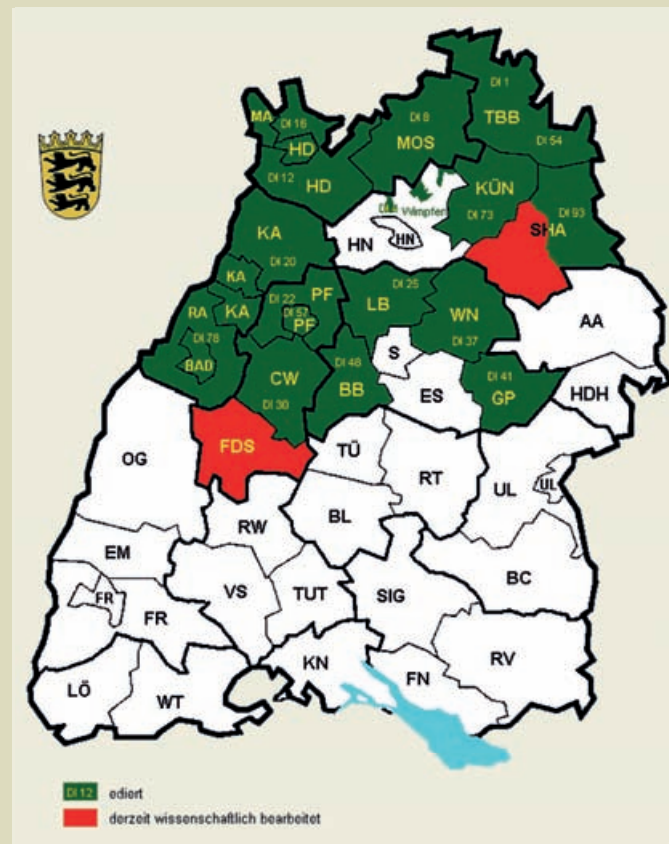 DI 1
MA
DI 16
DI 8
TBB
HD
MOS
DI 54
DI 12
HD
KÜN
Wimpfen
DI 73
DI 93
KA
HN
HN
SHA
DI 20
KA
DI 22
PF
DI 25
RA
KA
DI 57
LB
WN
PF
AA
DI 78
S
DI 37
BAD
DI 48
CW
BB
ES
DI 41
GP
HDH
DI 30
FDS
TÜ
OG
RT
UL
UL
RW
BL
EM
BC
FR
VS
TUT
SIG
FR
KN
RV
LÖ
WT
FN
DI 12 ediert
derzeit wissenschaftlich bearbeitet